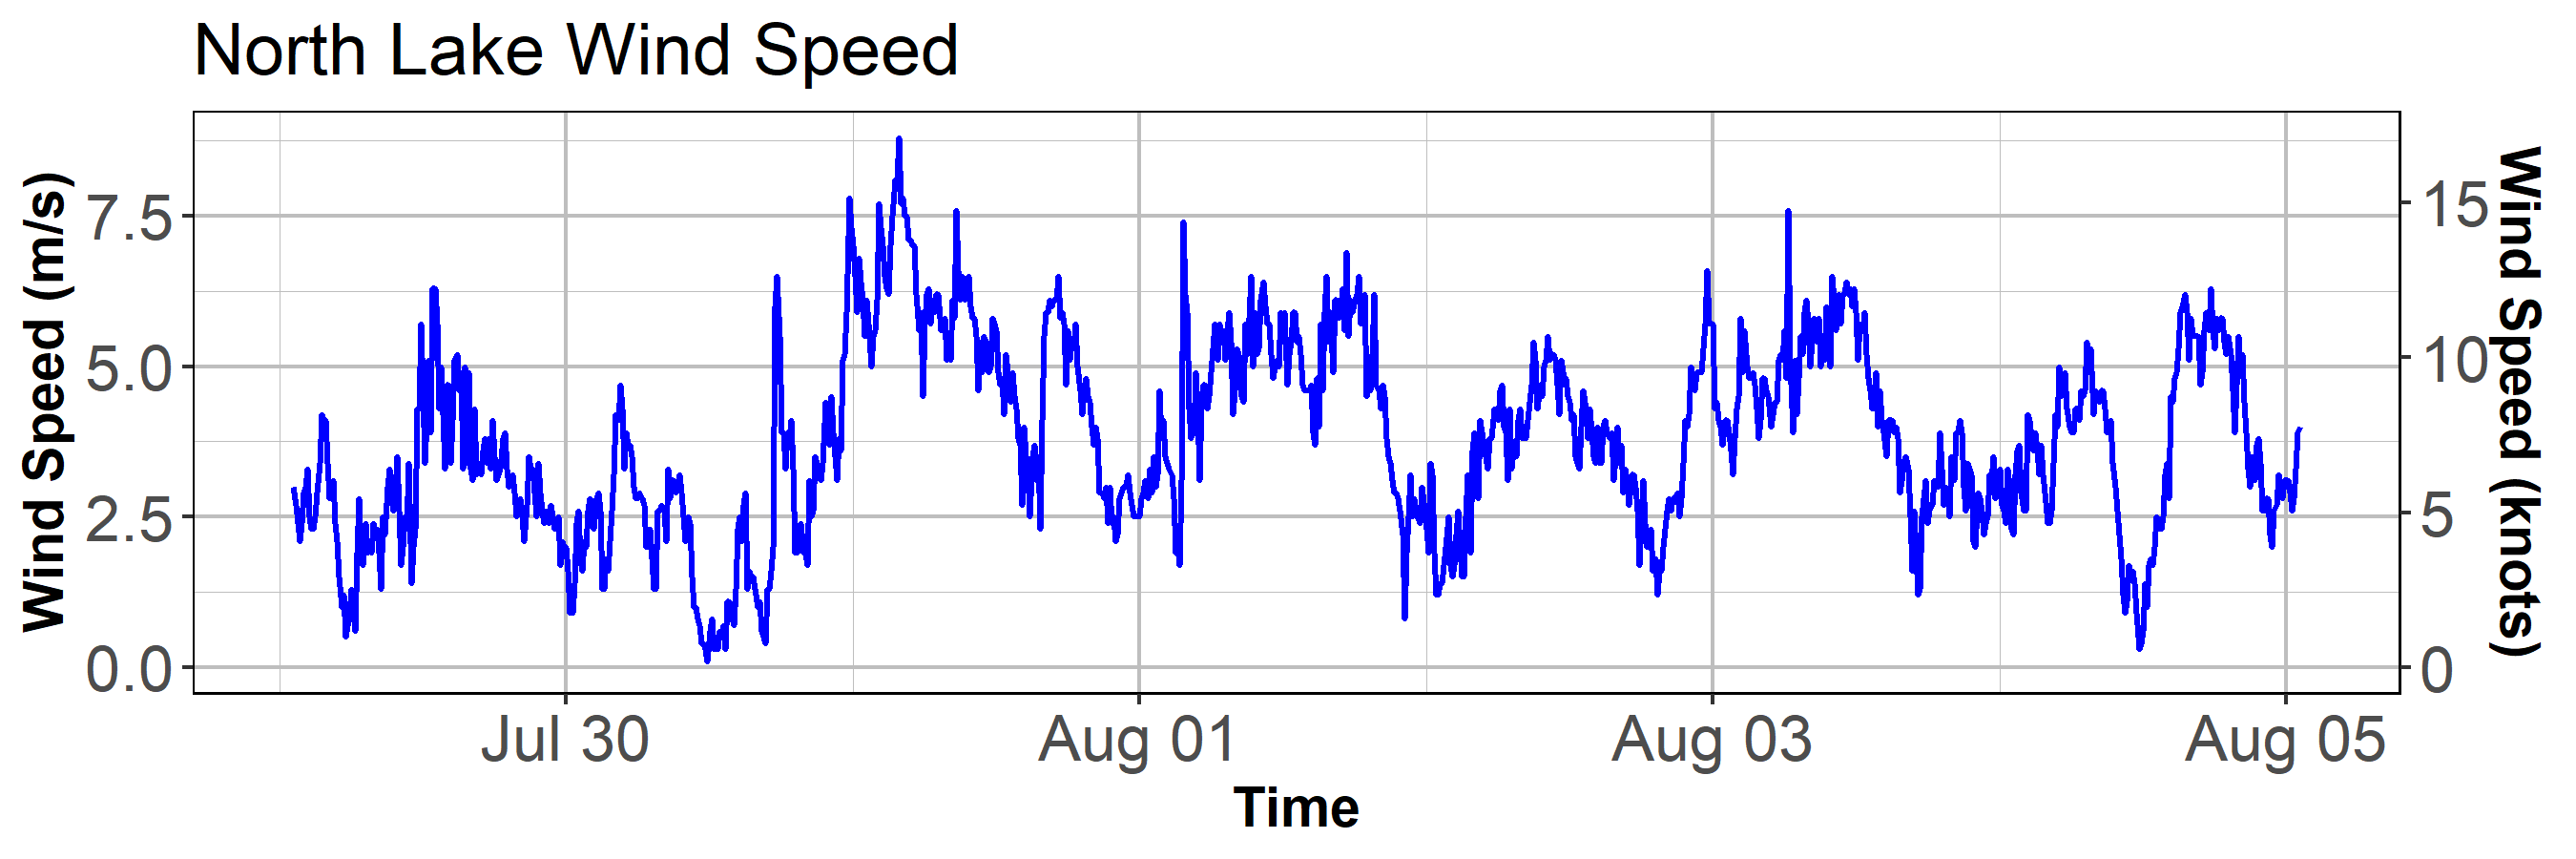 North Lake Wind Speed
Wind Speed (m/s)
7.5
5.0
2.5
0.0
15
10
5
0
Wind Speed (knots)
Jul 30
Aug 01
Aug 03
Aug 05
Time